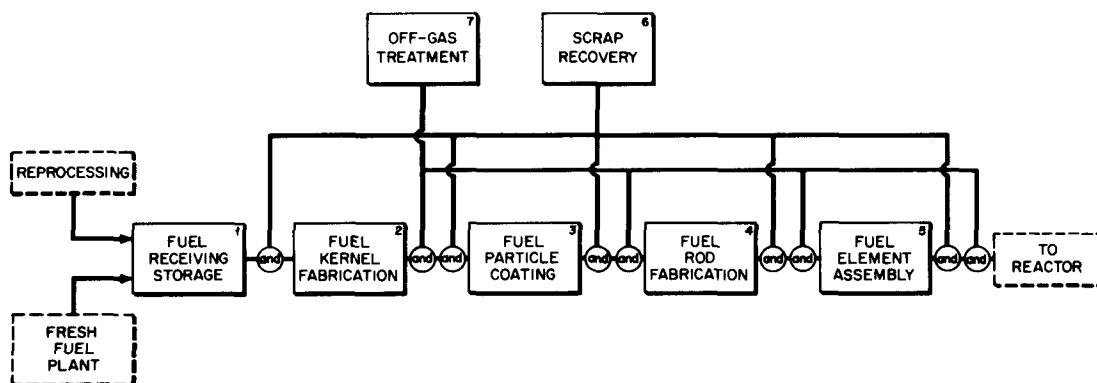 7
OFF-GAS
TREATMENT
6
SCRAP
RECOVERY
REPROCESSING
1
FUEL
RECEIVING
STORAGE
and
2
FUEL
KERNEL
FABRICATION
and
and
3
FUEL
PARTICLE
COATING
and
and
4
FUEL
ROD
FABRICATION
and
and
5
FUEL
ELEMENT
ASSEMBLY
and
and
TO
REACTOR
FRESH
FUEL
PLANT